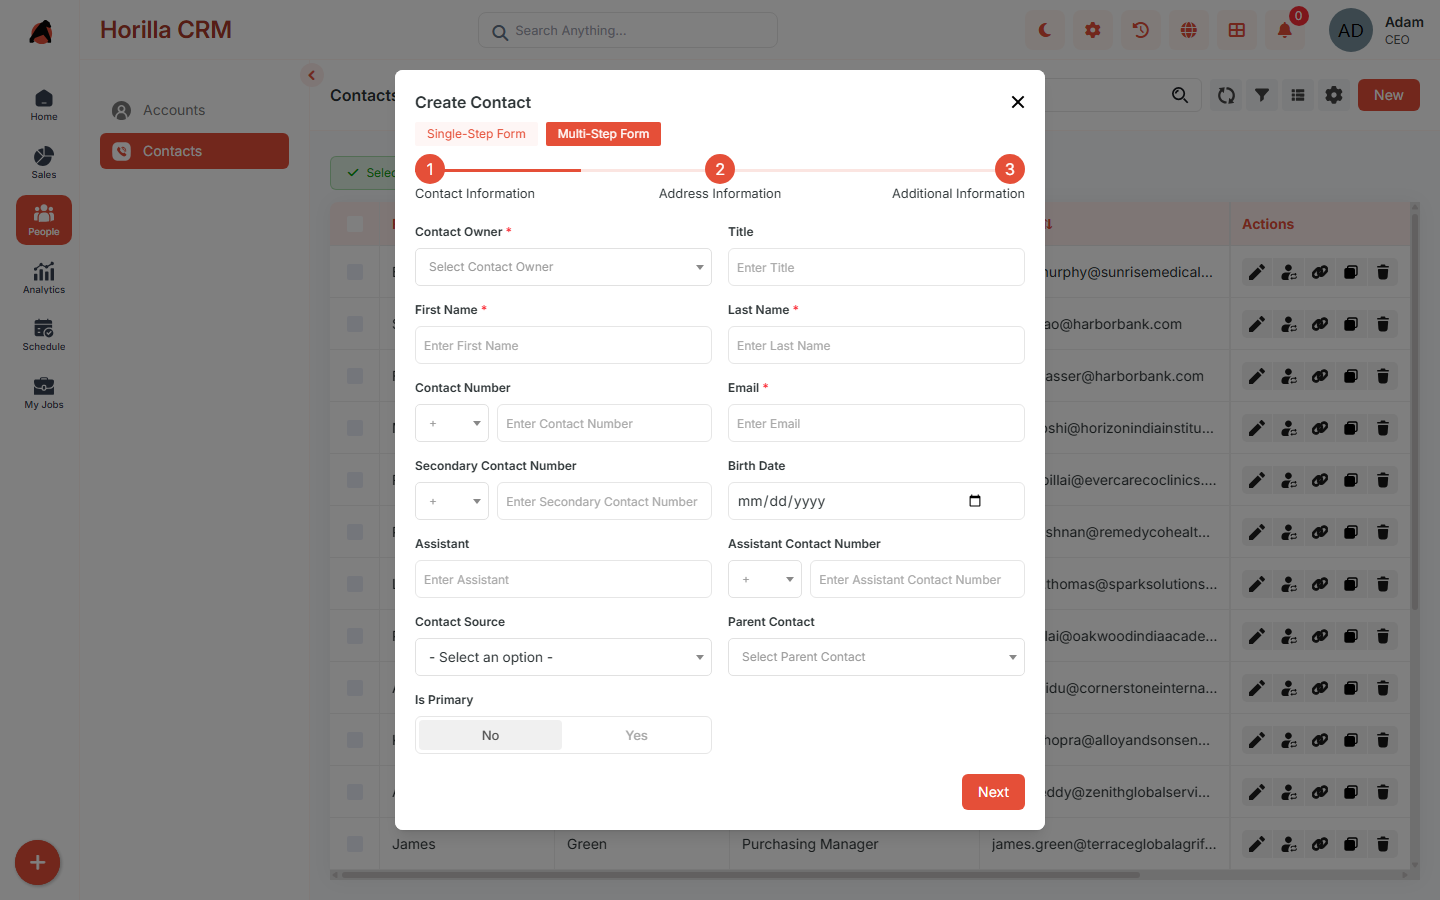 Horilla CRM
Search Anything...
0
AD
Adam
CEO
Home
Sales
People
Analytics
Schedule
My Jobs
Accounts
Contacts
Contacts
New
Selec
Actions
Create Contact
Single-Step Form
Multi-Step Form
1
2
3
Contact Information
Address Information
Additional Information
Contact Owner *
Select Contact Owner
Title
Enter Title
First Name *
Enter First Name
Last Name *
Enter Last Name
Contact Number
+
Enter Contact Number
Email *
Enter Email
Secondary Contact Number
+
Enter Secondary Contact Number
Birth Date
mm/dd/yyyy
Assistant
Enter Assistant
Assistant Contact Number
+
Enter Assistant Contact Number
Contact Source
- Select an option -
Parent Contact
Select Parent Contact
Is Primary
No
Yes
Next
murphy@sunrisemedical...
ao@harborbank.com
asser@harborbank.com
oshi@horizonindiainstitu...
pillai@evercarecoclinics.
shnan@remedycohealt...
thomas@sparksolutions...
lai@oakwoodindiaacade...
idu@cornerstoneinterna...
hopra@alloyandsonsen...
eddy@zenithglobalservi...
James
Green
Purchasing Manager
james.green@terraceglobalagrif...